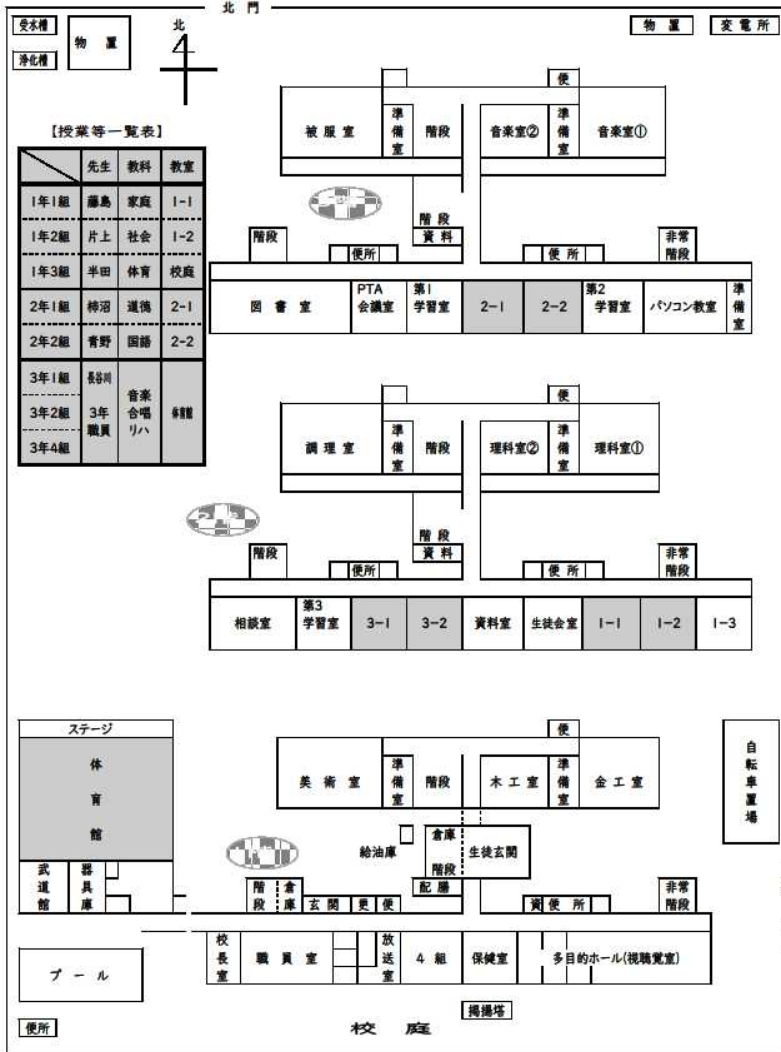 北 門
受水槽
物 置
北
物 置
変 電 所
浄化槽
便
被 服 室
準備室
階段
音楽室②
準備室
音楽室①
【授業等一覧表】
先生 教科 教室
1年1組 藤島 家庭 1-1
1年2組 片上 社会 1-2
1年3組 半田 体育 校庭
2年1組 柿沼 道徳 2-1
2年2組 青野 国語 2-2
3年1組 長谷川
3年2組 3年職員 音楽合唱リハ 体育館
3年4組
階 段
資 料
階段
便所
便 所
非常階段
図 書 室
PTA会議室
第1学習室
2-1
2-2
第2学習室
パソコン教室
準備室
便
調 理 室
準備室
階段
理科室②
準備室
理科室①
階 段
資 料
階段
便所
便 所
非常階段
相談室
第3学習室
3-1
3-2
資料室
生徒会室
1-1
1-2
1-3
ステージ
体育館
便
美 術 室
準備室
階段
木 工 室
準備室
金 工 室
自転車置場
給油庫
倉庫
階段
生徒玄関
武道館
器具庫
階段
倉庫
玄 関
更
便
配 膳
資
便 所
非常階段
校長室
職 員 室
放送室
4 組
保健室
多目的ホール(視聴覚室)
プ ー ル
掲揚塔
便所
校 庭